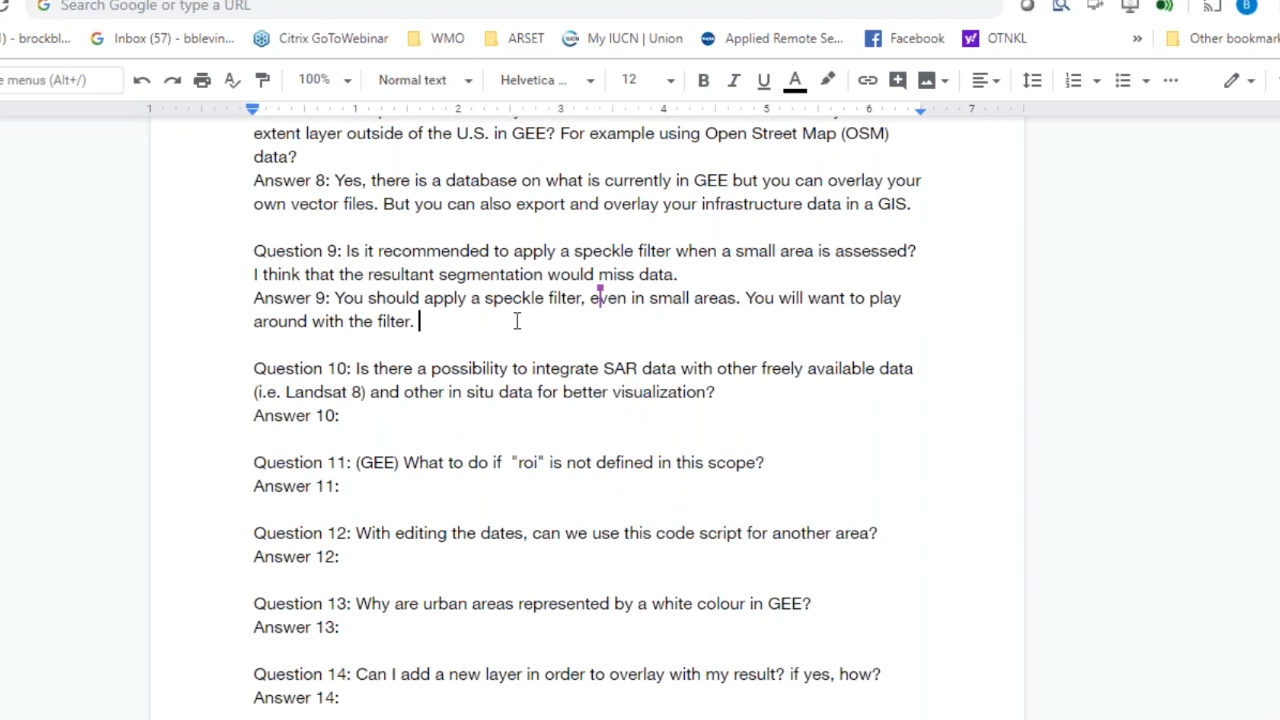 Search Google or type a URL
) - brockbl...
Inbox (57) - bblevin...
Citrix GoToWebinar
WMO
ARSET
My IUCN | Union
Applied Remote Se...
Facebook
OTNKL
»
Other bookmark
e menus (Alt+/)
100%
Normal text
Helvetica ...
12
B I U A
1 1 2 3 4 5 6 7
extent layer outside of the U.S. in GEE? For example using Open Street Map (OSM)
data?
Answer 8: Yes, there is a database on what is currently in GEE but you can overlay your
own vector files. But you can also export and overlay your infrastructure data in a GIS.
Question 9: Is it recommended to apply a speckle filter when a small area is assessed?
I think that the resultant segmentation would miss data.
Answer 9: You should apply a speckle filter, even in small areas. You will want to play
around with the filter.
Question 10: Is there a possibility to integrate SAR data with other freely available data
(i.e. Landsat 8) and other in situ data for better visualization?
Answer 10:
Question 11: (GEE) What to do if  "roi" is not defined in this scope?
Answer 11:
Question 12: With editing the dates, can we use this code script for another area?
Answer 12:
Question 13: Why are urban areas represented by a white colour in GEE?
Answer 13:
Question 14: Can I add a new layer in order to overlay with my result? if yes, how?
Answer 14: